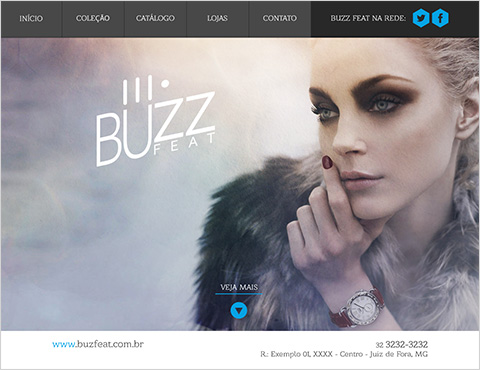 INÍCIO COLEÇÃO CATÁLOGO LOJAS CONTATO BUZZ FEAT NA REDE:
BUZZ
FEAT
VEJA MAIS
www.buzfeat.com.br
32 3232-3232
R.: Exemplo 01, XXXX - Centro - Juiz de Fora, MG